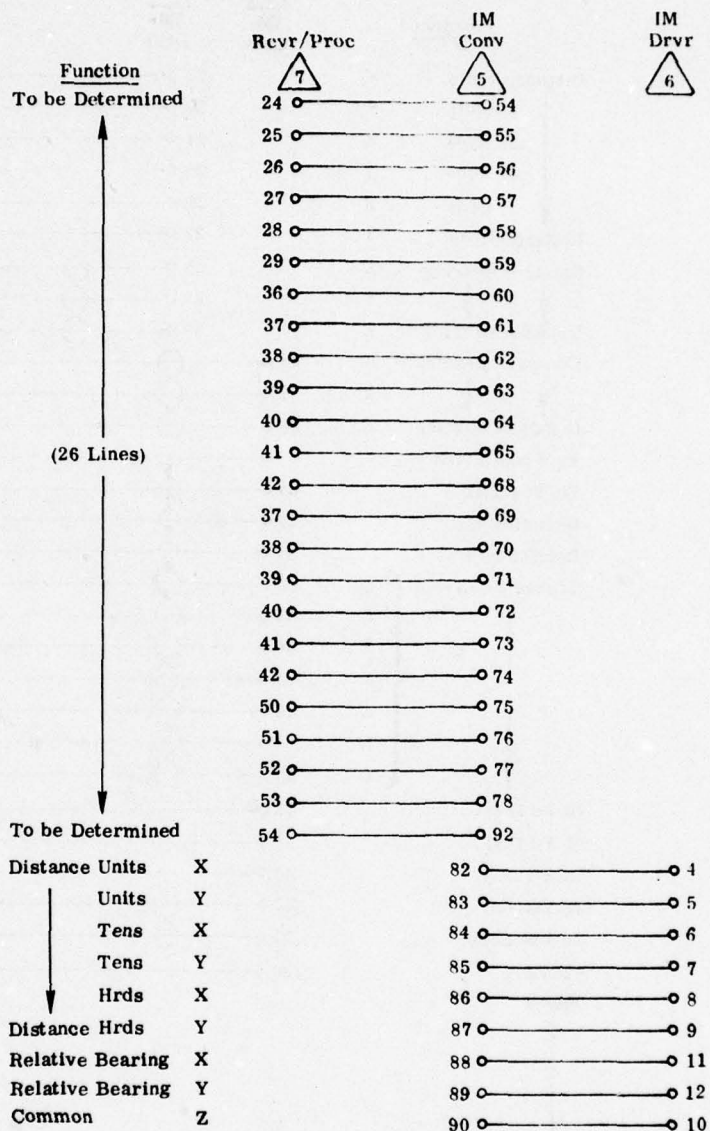 IM IM
Rcvr/Proc Conv Drvr
Function 7 5 6
To be Determined
24 54
25 55
26 56
27 57
28 58
29 59
36 60
37 61
38 62
39 63
40 64
(26 Lines) 41 65
42 68
37 69
38 70
39 71
40 72
41 73
42 74
50 75
51 76
52 77
53 78
To be Determined 54 92
Distance Units X 82 4
Units Y 83 5
Tens X 84 6
Tens Y 85 7
Hrds X 86 8
Distance Hrds Y 87 9
Relative Bearing X 88 11
Relative Bearing Y 89 12
Common Z 90 10